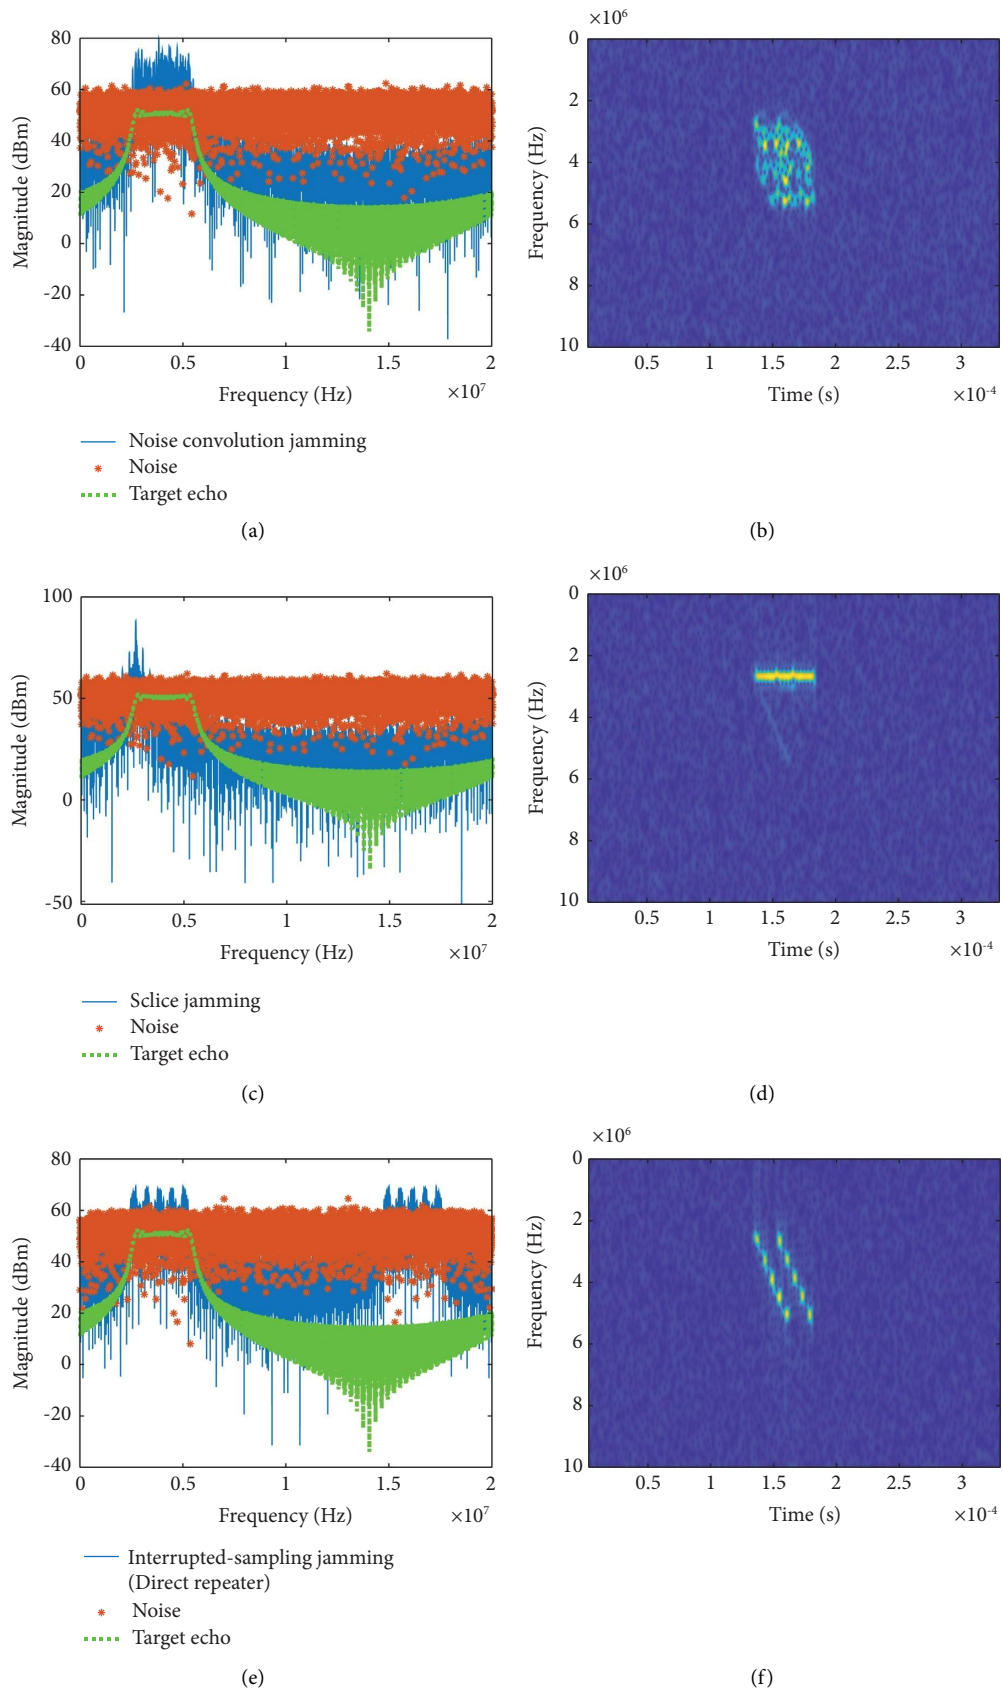 80
60
40
20
0
-20
-40
Magnitude (dBm)
0 0.5 1 1.5 2
Frequency (Hz) ×10⁷
Noise convolution jamming
Noise
Target echo
(a)
×10⁶
0
2
4
6
8
10
Frequency (Hz)
0.5 1 1.5 2 2.5 3
Time (s) ×10⁻⁴
(b)
100
50
0
-50
Magnitude (dBm)
0 0.5 1 1.5 2
Frequency (Hz) ×10⁷
Sclice jamming
Noise
Target echo
(c)
×10⁶
0
2
4
6
8
10
Frequency (Hz)
0.5 1 1.5 2 2.5 3
Time (s) ×10⁻⁴
(d)
80
60
40
20
0
-20
-40
Magnitude (dBm)
0 0.5 1 1.5 2
Frequency (Hz) ×10⁷
Interrupted-sampling jamming
(Direct repeater)
Noise
Target echo
(e)
×10⁶
0
2
4
6
8
10
Frequency (Hz)
0.5 1 1.5 2 2.5 3
Time (s) ×10⁻⁴
(f)